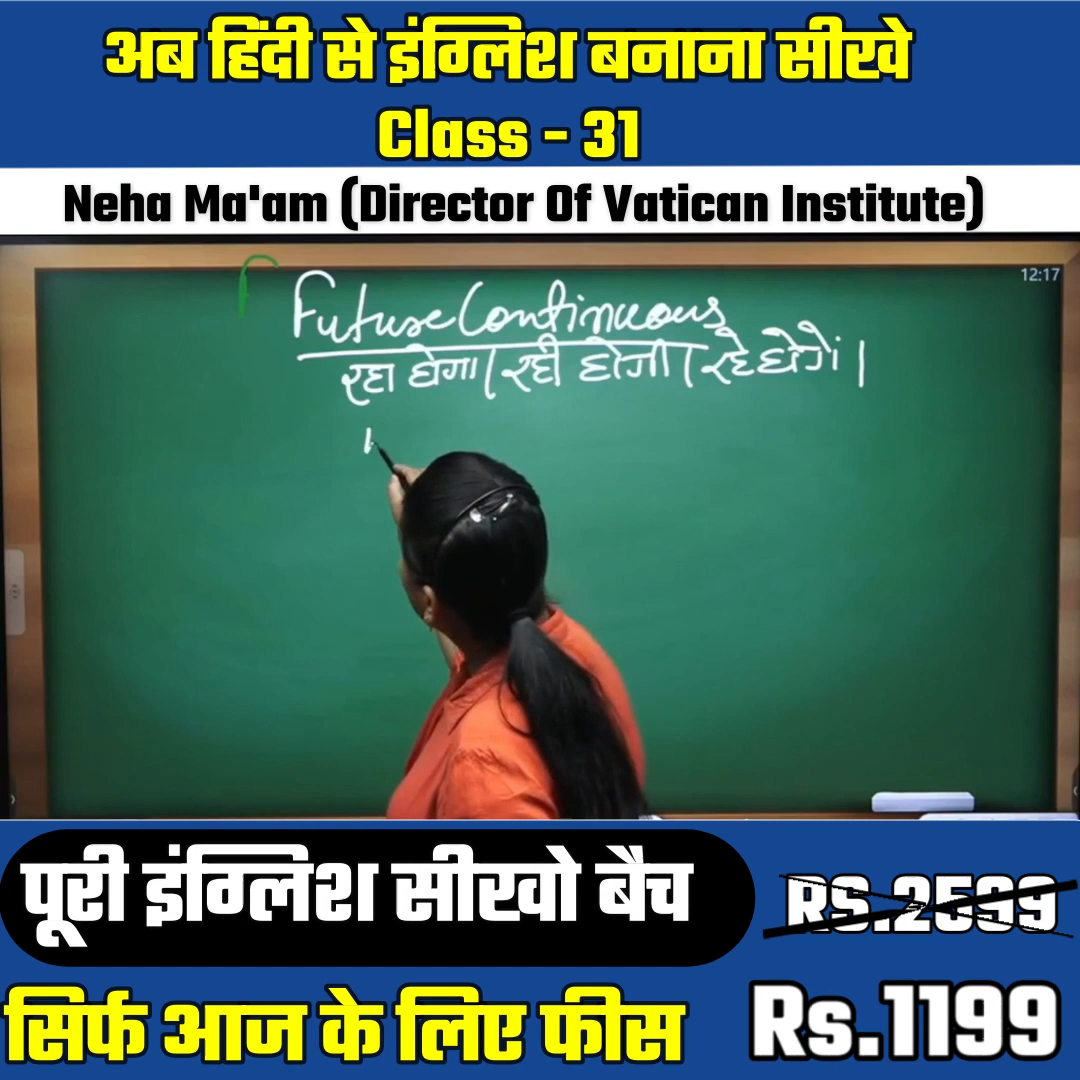 अब हिंदी से इंग्लिश बनाना सीखे
Class - 31
Neha Ma'am (Director Of Vatican Institute)
12:17
Future Continuous
रहा होगा / रही होगी / रहे होगें ।
पूरी इंग्लिश सीखो बैच
RS.2599
सिर्फ आज के लिए फीस
Rs.1199